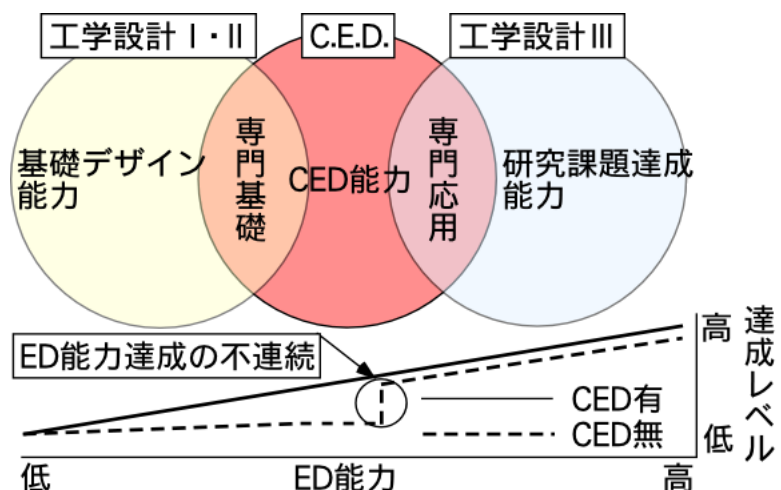 工学設計Ⅰ・Ⅱ
C.E.D.
工学設計Ⅲ
基礎デザイン
能力
専門基礎
CED能力
専門応用
研究課題達成
能力
ED能力達成の不連続
CED有
CED無
高
低
達成レベル
低
ED能力
高